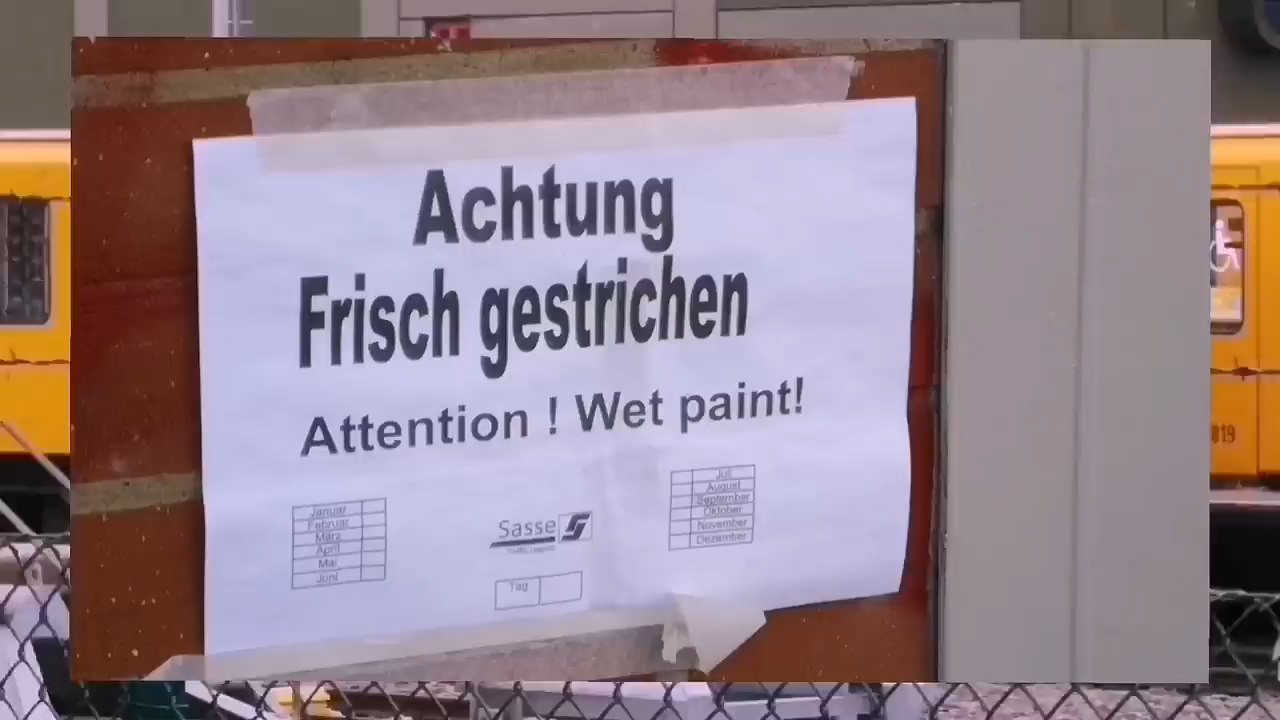 Achtung
Frisch gestrichen
Attention ! Wet paint!
Januar
Februar
März
April
Mai
Juni
Sasse
Tag
Juli
August
September
Oktober
November
Dezember
819